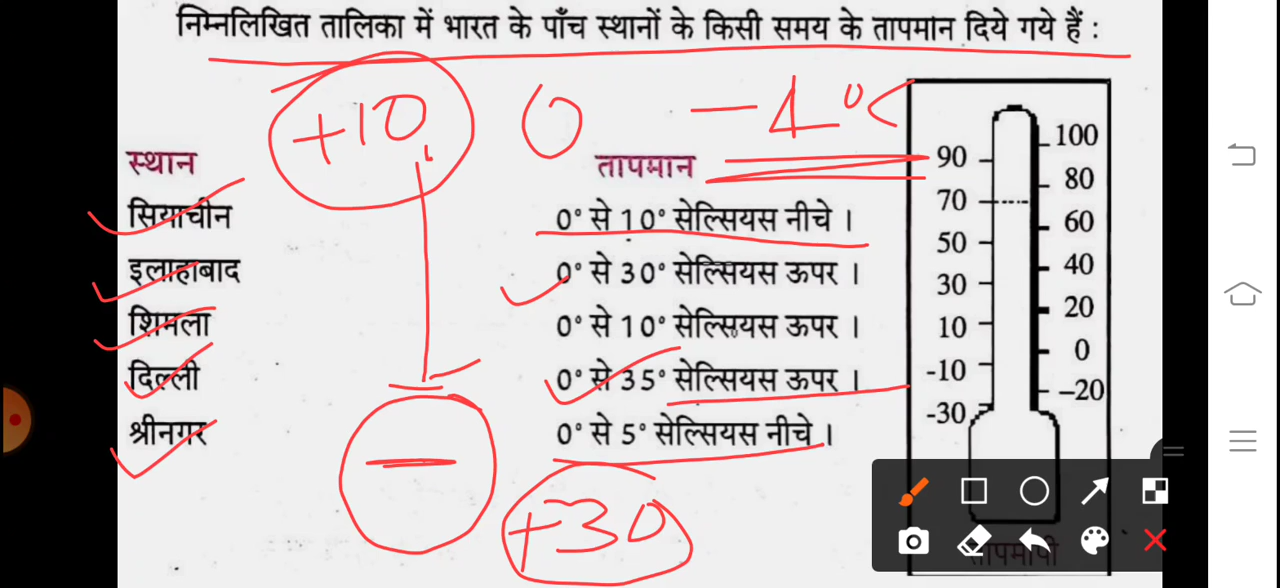 निम्नलिखित तालिका में भारत के पाँच स्थानों के किसी समय के तापमान दिये गये हैं :
+10 0 -1°C
स्थान तापमान
सियाचीन 0° से 10° सेल्सियस नीचे ।
इलाहाबाद 0° से 30° सेल्सियस ऊपर ।
शिमला 0° से 10° सेल्सियस ऊपर ।
दिल्ली 0° से 35° सेल्सियस ऊपर ।
श्रीनगर 0° से 5° सेल्सियस नीचे ।
−
+30
100
90
80
70
60
50
40
30
20
10
0
-10
-20
-30
तापमापी